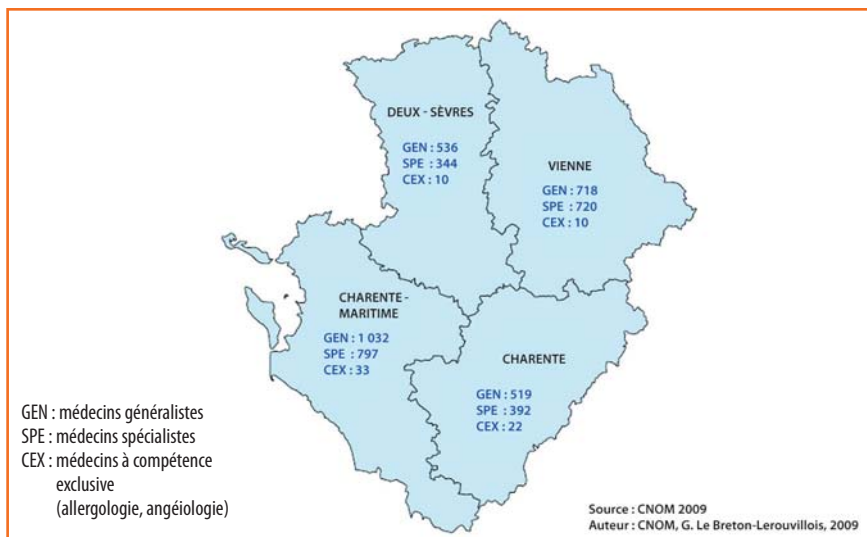 DEUX - SÈVRES
GEN : 536
SPE : 344
CEX : 10
VIENNE
GEN : 718
SPE : 720
CEX : 10
CHARENTE -
MARITIME
GEN : 1 032
SPE : 797
CEX : 33
CHARENTE
GEN : 519
SPE : 392
CEX : 22
GEN : médecins généralistes
SPE : médecins spécialistes
CEX : médecins à compétence
exclusive
(allergologie, angéiologie)
Source : CNOM 2009
Auteur : CNOM, G. Le Breton-Lerouvillois, 2009